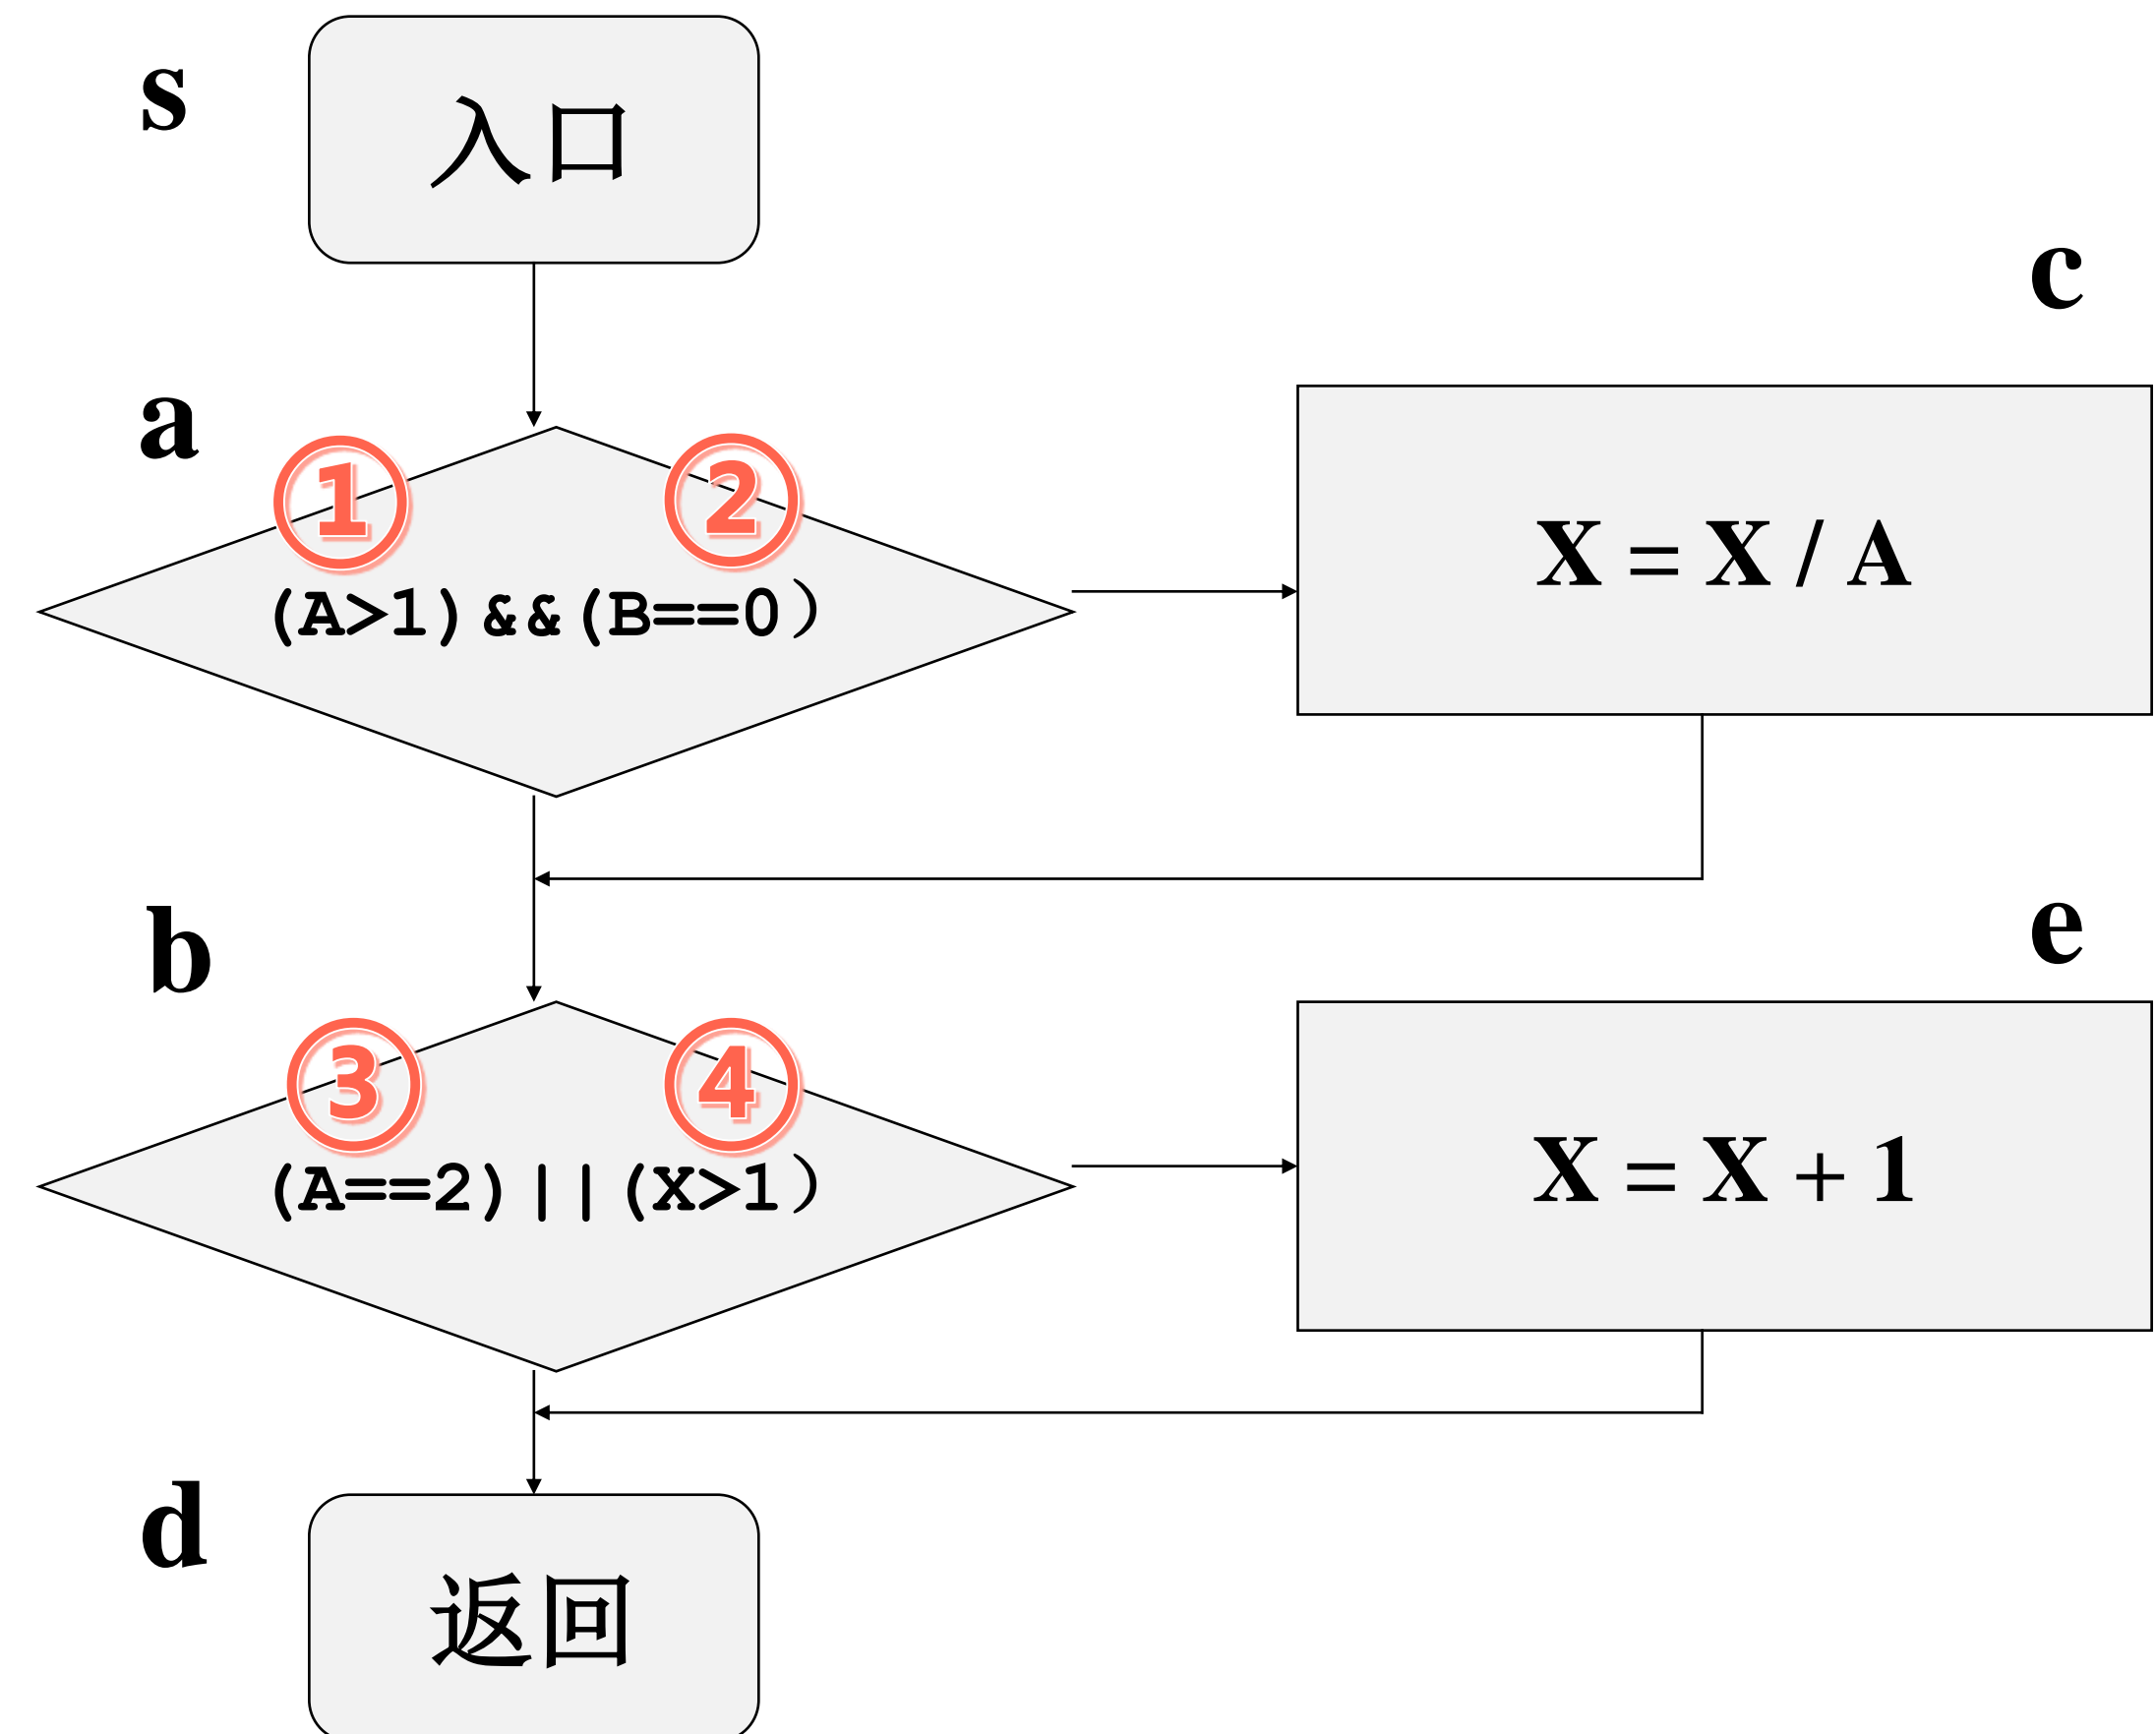 s
入口
c
a
①
②
(A>1)&&(B==0)
X = X / A
b
e
③
④
(A==2)||(X>1)
X = X + 1
d
返回